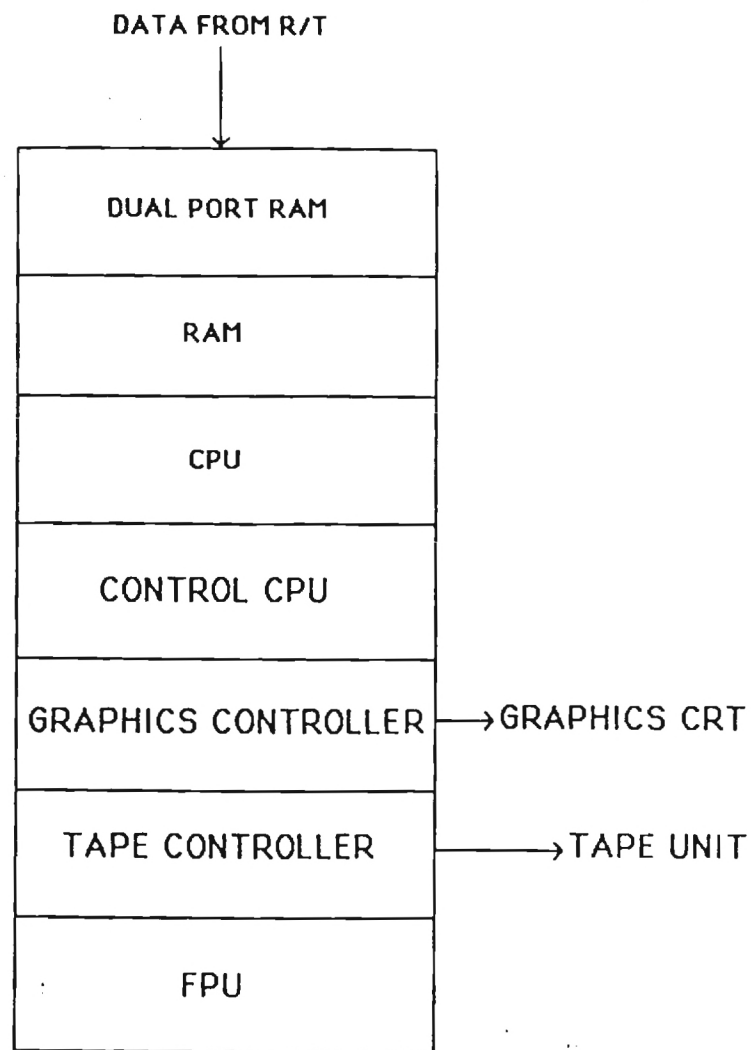 DATA FROM R/T
DUAL PORT RAM
RAM
CPU
CONTROL CPU
GRAPHICS CONTROLLER
GRAPHICS CRT
TAPE CONTROLLER
TAPE UNIT
FPU